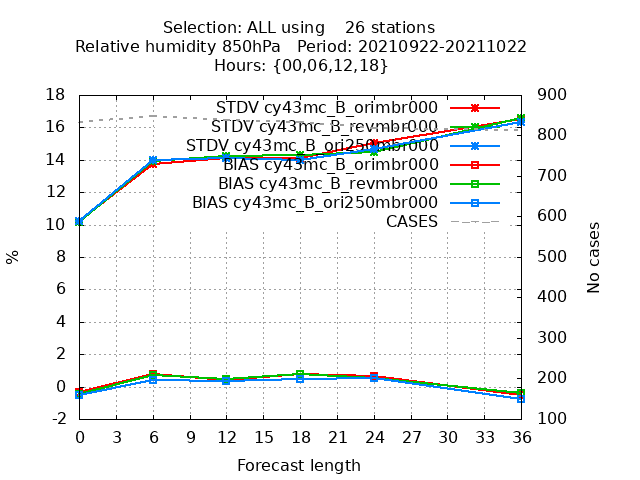 Selection: ALL using 26 stations
Relative humidity 850hPa Period: 20210922-20211022
Hours: {00,06,12,18}
18 900
STDV cy43mc_B_orimbr000
16 STDV cy43mc_B_revmbr000 800
STDV cy43mc_B_ori250mbr000
14 BIAS cy43mc_B_orimbr000 700
12 BIAS cy43mc_B_revmbr000
BIAS cy43mc_B_ori250mbr000 600
10 CASES
8 500
% No cases
6 400
4 300
2
0 200
-2 100
0 3 6 9 12 15 18 21 24 27 30 33 36
Forecast length